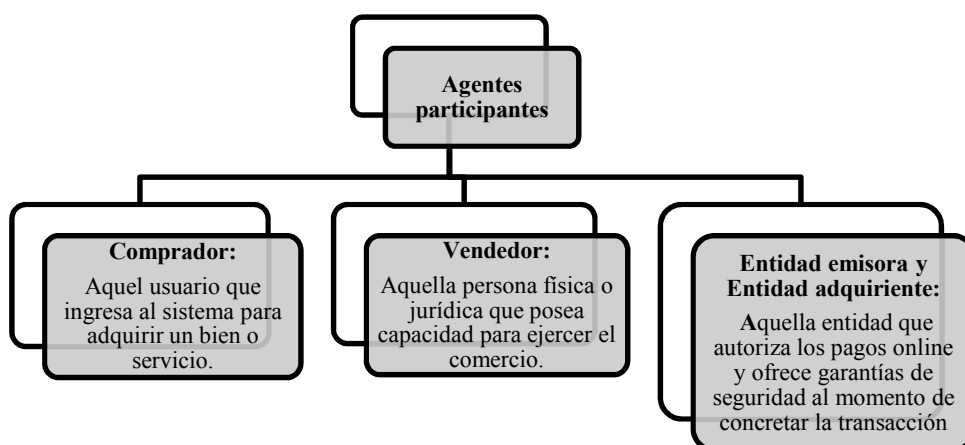 Agentes
participantes
Comprador:
Aquel usuario que
ingresa al sistema para
adquirir un bien o
servicio.
Vendedor:
Aquella persona física o
jurídica que posea
capacidad para ejercer el
comercio.
Entidad emisora y
Entidad adquiriente:
Aquella entidad que
autoriza los pagos online
y ofrece garantías de
seguridad al momento de
concretar la transacción